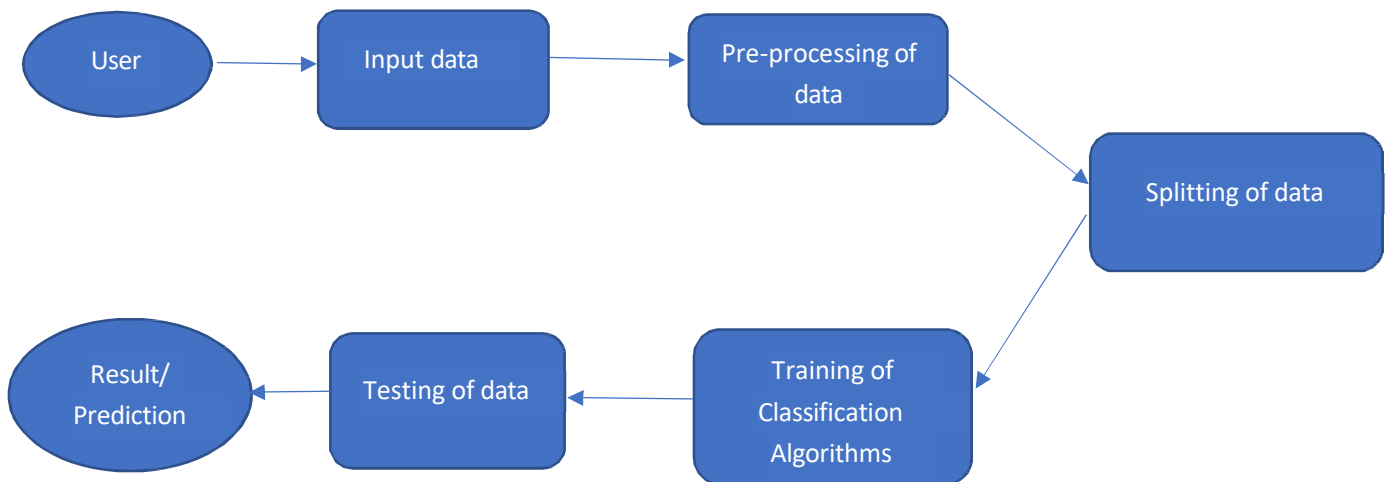 User
Input data
Pre-processing of
data
Splitting of data
Training of
Classification
Algorithms
Testing of data
Result/
Prediction